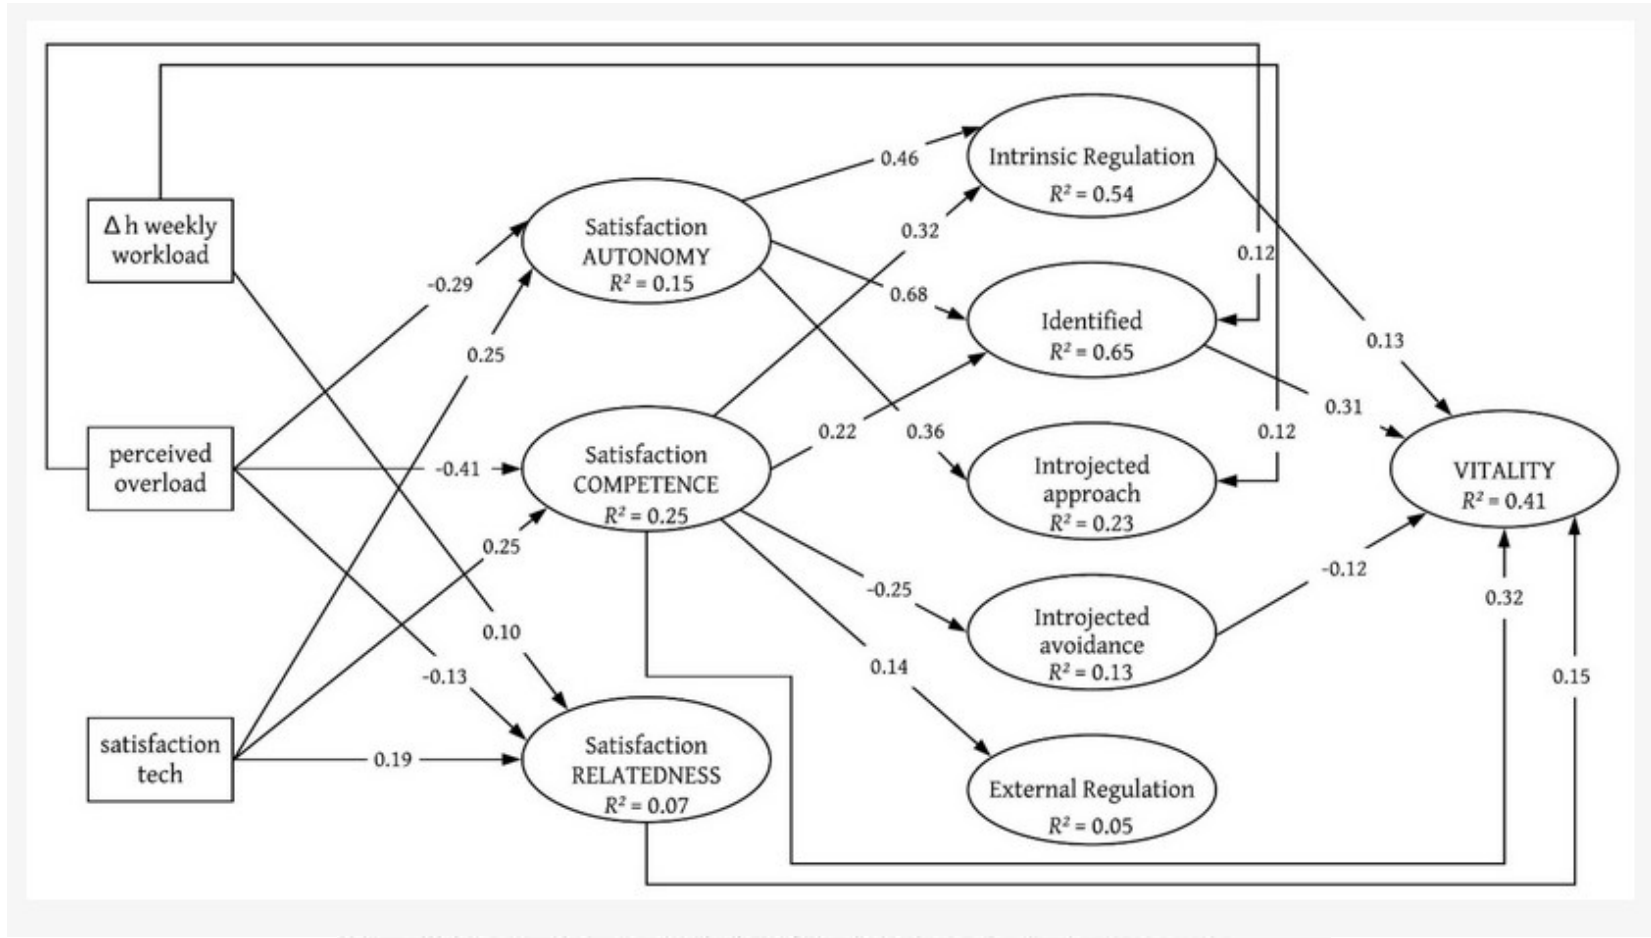 Δ h weekly
workload
perceived
overload
satisfaction
tech
-0.29
0.25
-0.41
0.25
0.10
-0.13
0.19
Satisfaction
AUTONOMY
R² = 0.15
Satisfaction
COMPETENCE
R² = 0.25
Satisfaction
RELATEDNESS
R² = 0.07
0.46
0.32
0.68
0.22
0.36
-0.25
0.14
Intrinsic Regulation
R² = 0.54
Identified
R² = 0.65
Introjected
approach
R² = 0.23
Introjected
avoidance
R² = 0.13
External Regulation
R² = 0.05
0.12
0.12
0.13
0.31
-0.12
0.32
0.15
VITALITY
R² = 0.41